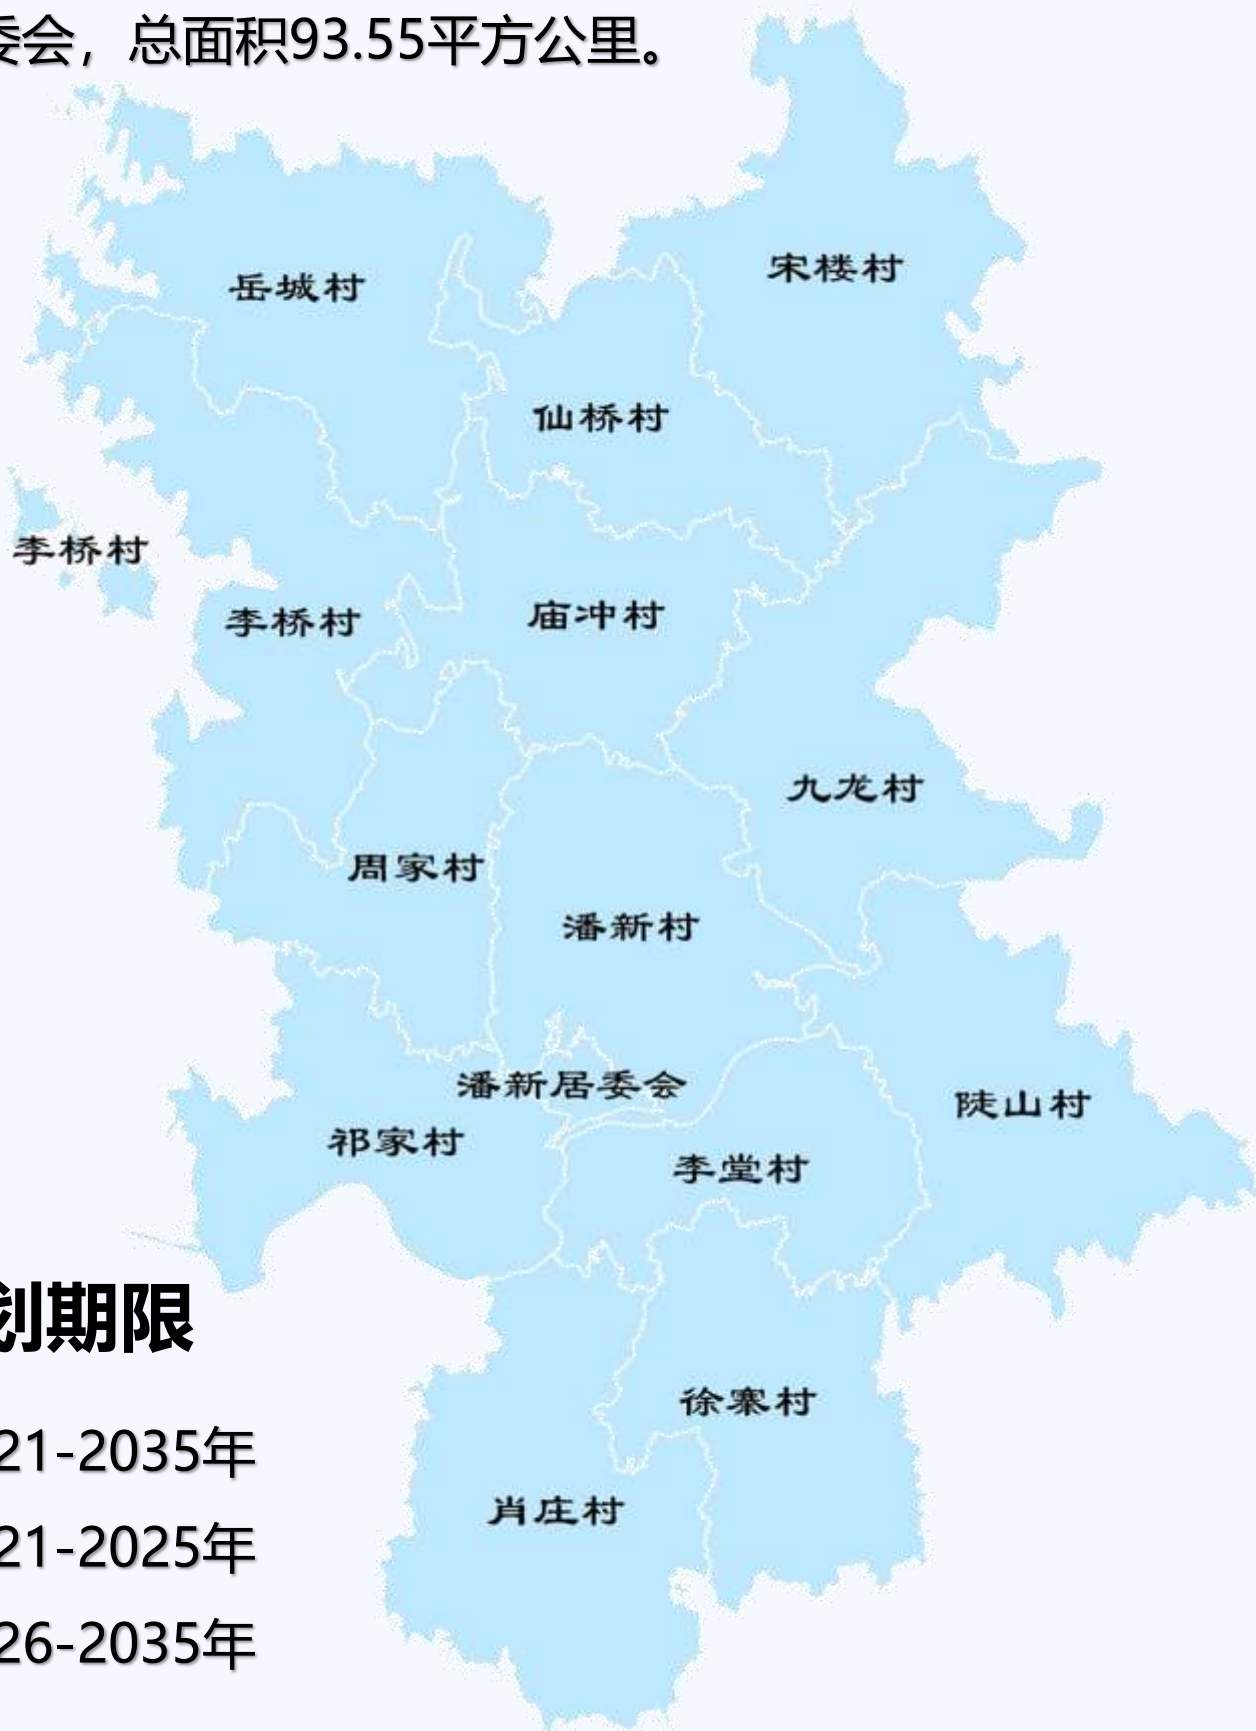 委会，总面积93.55平方公里。
宋楼村
岳城村
仙桥村
李桥村
庙冲村
李桥村
九龙村
周家村
潘新村
潘新居委会
陡山村
祁家村
李堂村
划期限
徐寨村
21-2035年
肖庄村
21-2025年
26-2035年